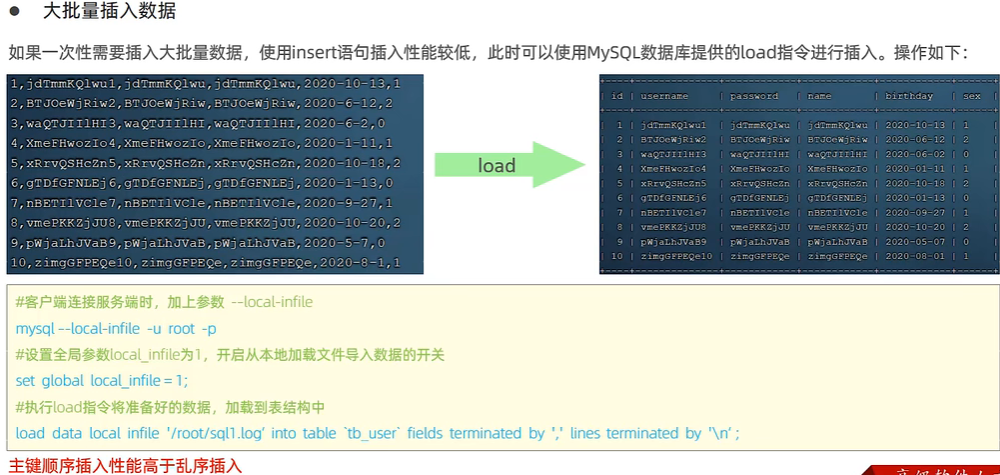 ● 大批量插入数据
如果一次性需要插入大批量数据，使用insert语句插入性能较低，此时可以使用MySQL数据库提供的load指令进行插入。操作如下：
1,jdTmmKQlwu1,jdTmmKQlwu,jdTmmKQlwu,2020-10-13,1
2,BTJOeWjRiw2,BTJOeWjRiw,BTJOeWjRiw,2020-6-12,2
3,waQTJIIlHI3,waQTJIIlHI,waQTJIIlHI,2020-6-2,0
4,XmeFHwozIo4,XmeFHwozIo,XmeFHwozIo,2020-1-11,1
5,xRrvQSHcZn5,xRrvQSHcZn,xRrvQSHcZn,2020-10-18,2
6,gTDfGFNLEj6,gTDfGFNLEj,gTDfGFNLEj,2020-1-13,0
7,nBETIlVCle7,nBETIlVCle,nBETIlVCle,2020-9-27,1
8,vmePKKZjJU8,vmePKKZjJU,vmePKKZjJU,2020-10-20,2
9,pWjaLhJVaB9,pWjaLhJVaB,pWjaLhJVaB,2020-5-7,0
10,zimgGFPEQe10,zimgGFPEQe,zimgGFPEQe,2020-8-1,1
load
| id | username | password | name | birthday | sex |
| 1 | jdTmmKQlwu1 | jdTmmKQlwu | jdTmmKQlwu | 2020-10-13 | 1
| 2 | BTJOeWjRiw2 | BTJOeWjRiw | BTJOeWjRiw | 2020-06-12 | 2
| 3 | waQTJIIlHI3 | waQTJIIlHI | waQTJIIlHI | 2020-06-02 | 0
| 4 | XmeFHwozIo4 | XmeFHwozIo | XmeFHwozIo | 2020-01-11 | 1
| 5 | xRrvQSHcZn5 | xRrvQSHcZn | xRrvQSHcZn | 2020-10-18 | 2
| 6 | gTDfGFNLEj6 | gTDfGFNLEj | gTDfGFNLEj | 2020-01-13 | 0
| 7 | nBETIlVCle7 | nBETIlVCle | nBETIlVCle | 2020-09-27 | 1
| 8 | vmePKKZjJU8 | vmePKKZjJU | vmePKKZjJU | 2020-10-20 | 2
| 9 | pWjaLhJVaB9 | pWjaLhJVaB | pWjaLhJVaB | 2020-05-07 | 0
| 10 | zimgGFPEQe10 | zimgGFPEQe | zimgGFPEQe | 2020-08-01 | 1
#客户端连接服务端时，加上参数 --local-infile
mysql --local-infile -u root -p
#设置全局参数local_infile为1，开启从本地加载文件导入数据的开关
set global local_infile = 1;
#执行load指令将准备好的数据，加载到表结构中
load data local infile '/root/sql1.log' into table `tb_user` fields terminated by ',' lines terminated by '\n' ;
主键顺序插入性能高于乱序插入